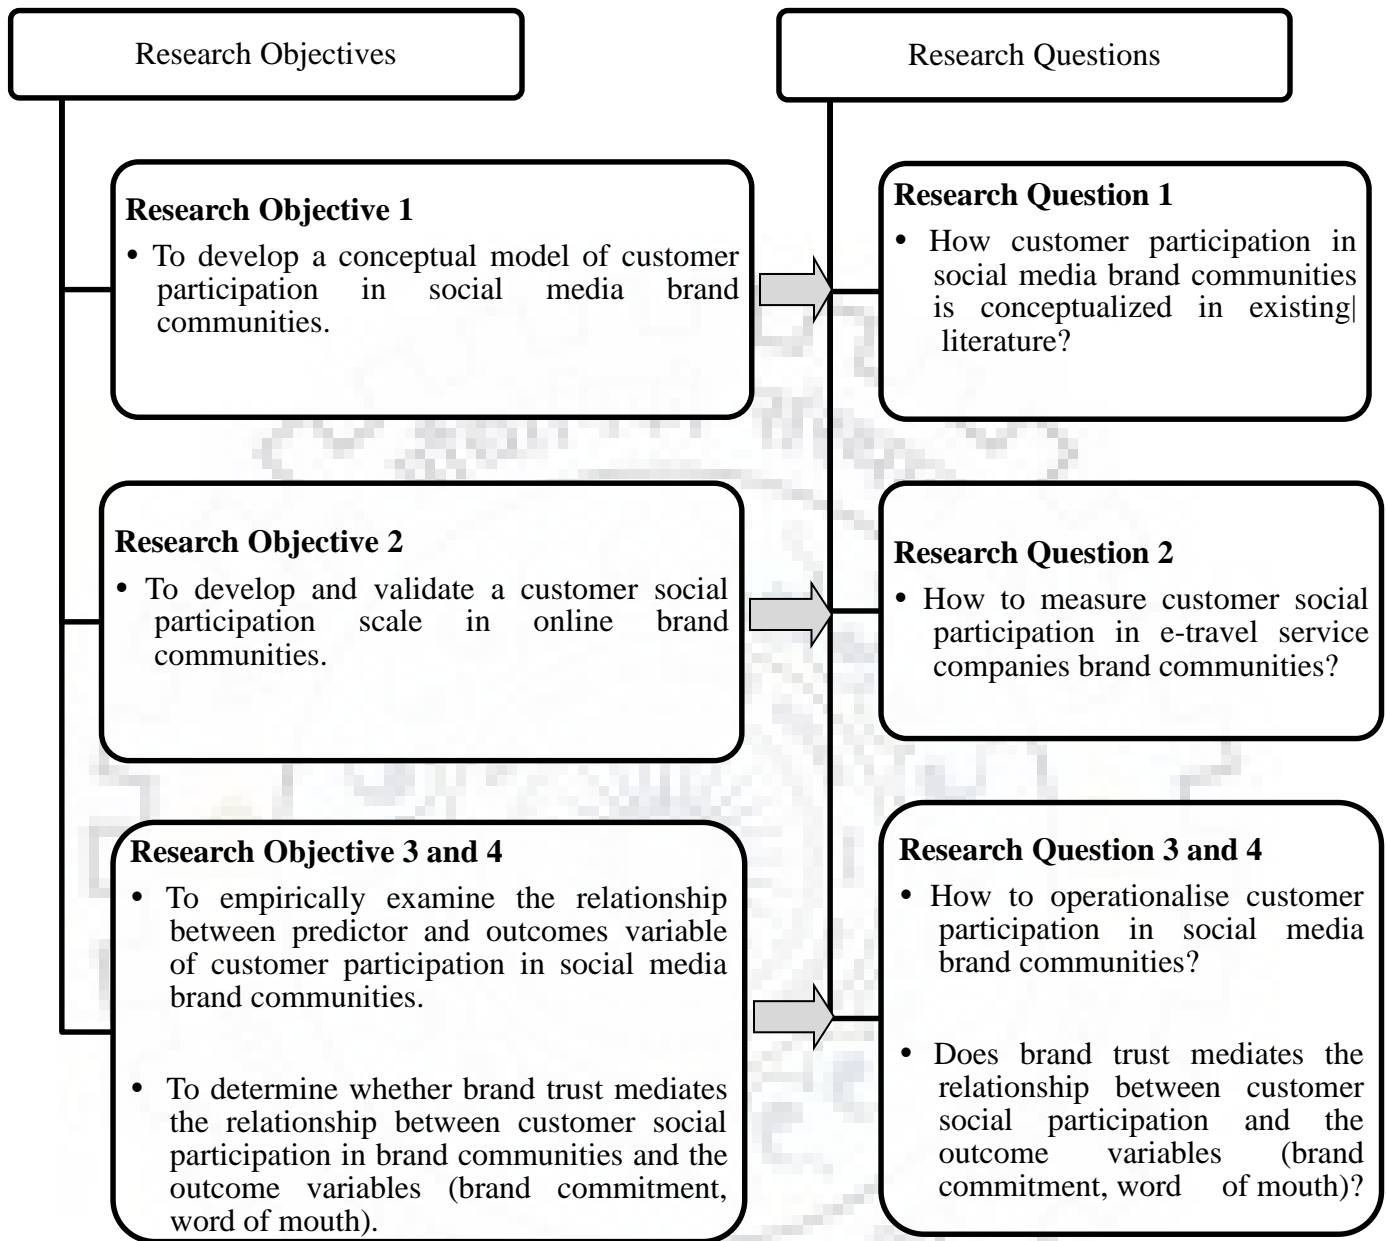 Research Objectives
Research Questions
Research Objective 1
• To develop a conceptual model of customer
participation in social media brand
communities.
Research Question 1
• How customer participation in
social media brand communities
is conceptualized in existing|
literature?
Research Objective 2
• To develop and validate a customer social
participation scale in online brand
communities.
Research Question 2
• How to measure customer social
participation in e-travel service
companies brand communities?
Research Objective 3 and 4
• To empirically examine the relationship
between predictor and outcomes variable
of customer participation in social media
brand communities.
• To determine whether brand trust mediates
the relationship between customer social
participation in brand communities and the
outcome variables (brand commitment,
word of mouth).
Research Question 3 and 4
• How to operationalise customer
participation in social media
brand communities?
• Does brand trust mediates the
relationship between customer
social participation and the
outcome variables (brand
commitment, word of mouth)?